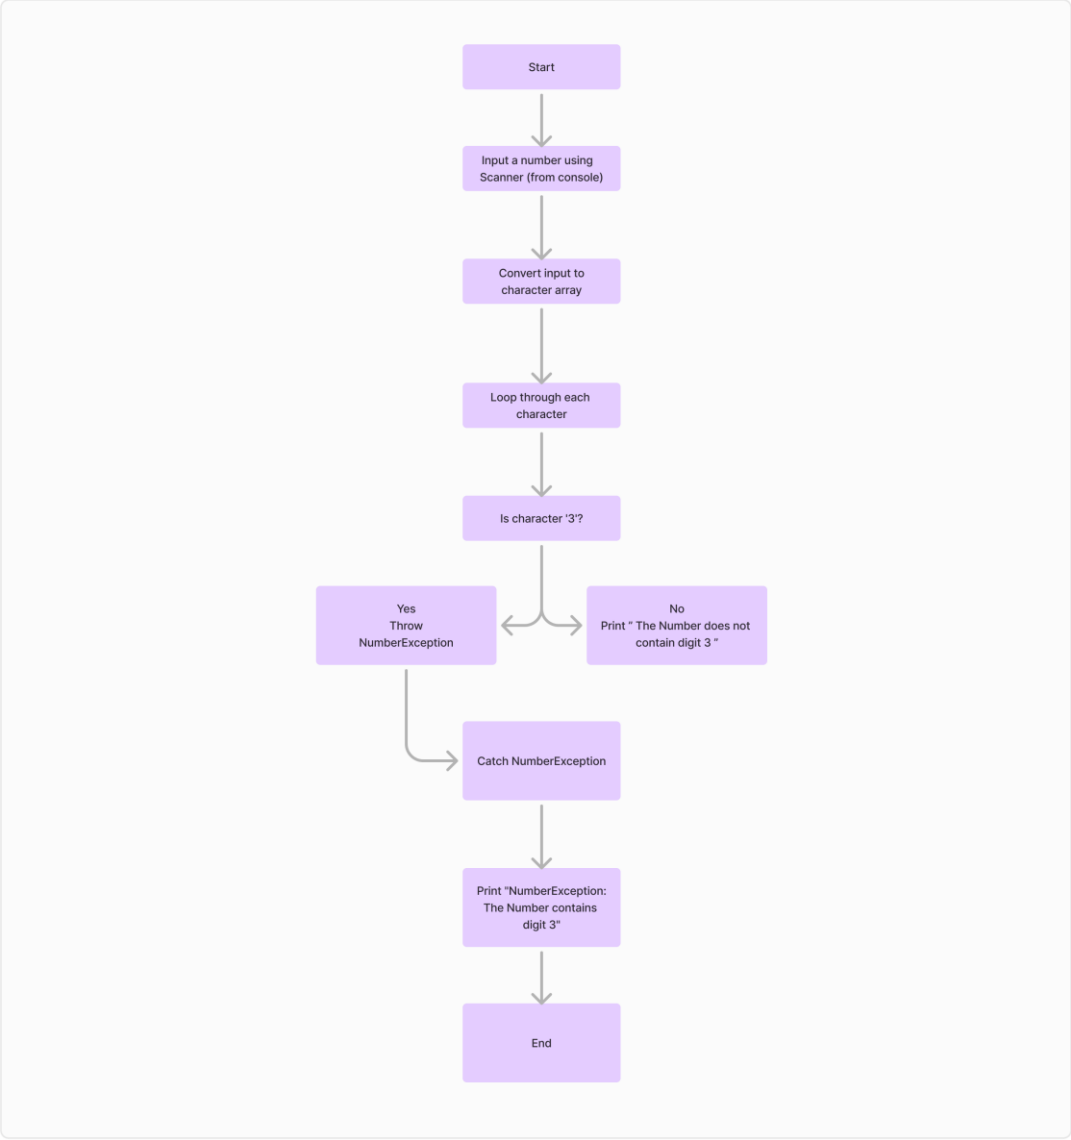 Start
Input a number using
Scanner (from console)
Convert input to
character array
Loop through each
character
Is character '3'?
Yes
Throw
NumberException
No
Print " The Number does not
contain digit 3 "
Catch NumberException
Print "NumberException:
The Number contains
digit 3"
End